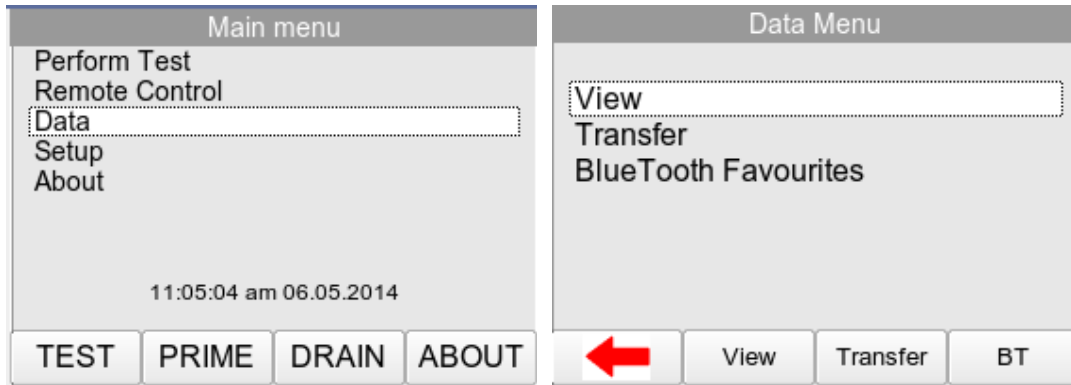 Main menu
Perform Test
Remote Control
Data
Setup
About
11:05:04 am 06.05.2014
TEST PRIME DRAIN ABOUT
Data Menu
View
Transfer
BlueTooth Favourites
View Transfer BT